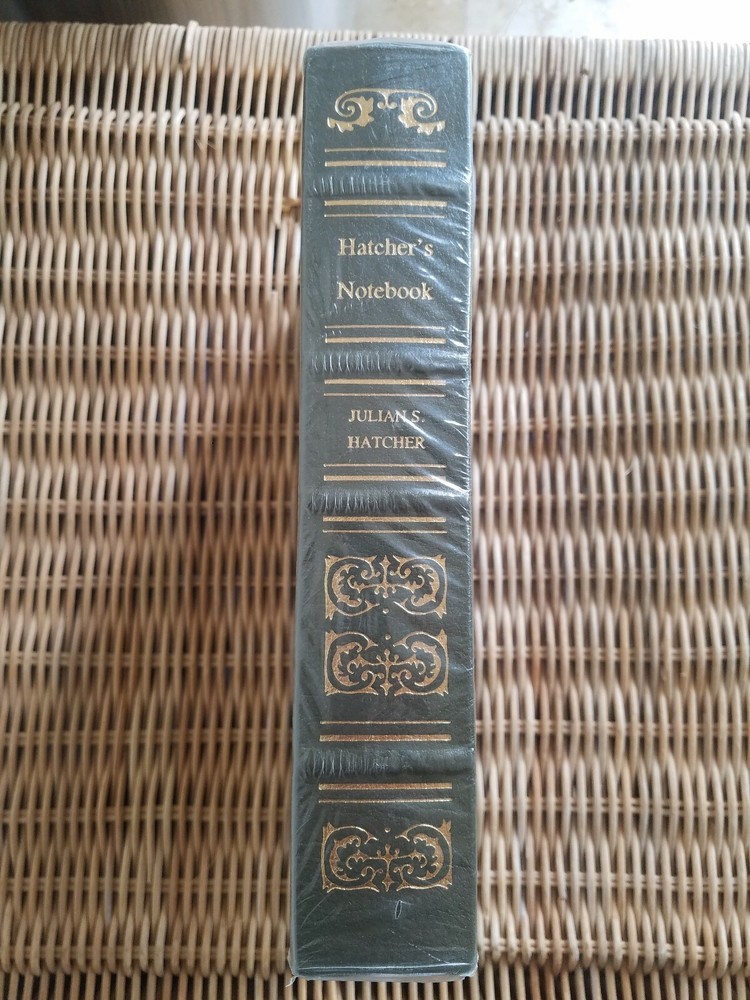 Hatcher's
Notebook
JULIAN S.
HATCHER